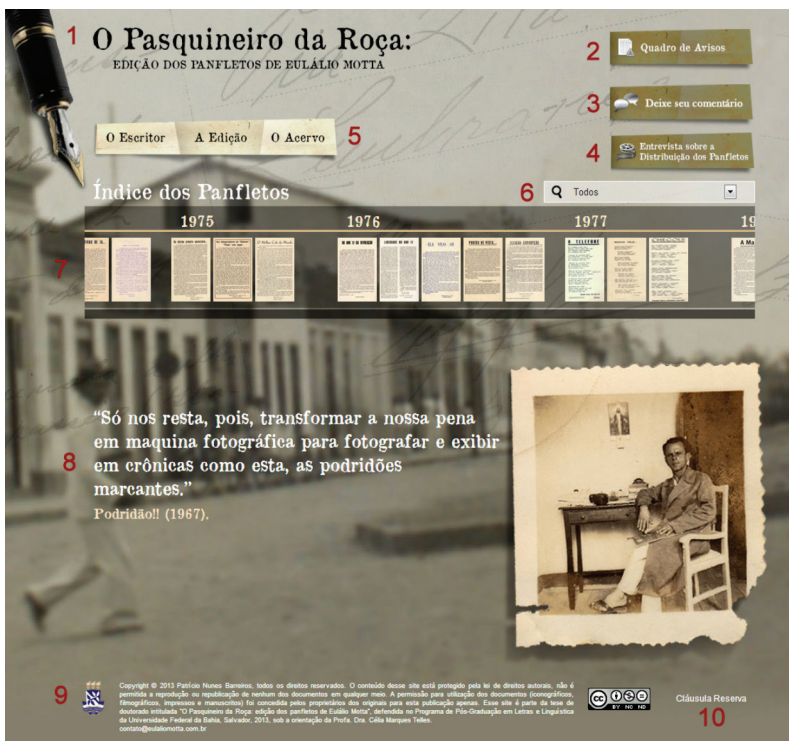 1
O Pasquineiro da Roça:
EDIÇÃO DOS PANFLETOS DE EULÁLIO MOTTA
2
Quadro de Avisos
3
Deixe seu comentário
4
Entrevista sobre a
Distribuição dos Panfletos
O Escritor
A Edição
O Acervo
5
Índice dos Panfletos
6
Todos
1975
1976
1977
19
7
O TELEFONE
8
“Só nos resta, pois, transformar a nossa pena
em maquina fotográfica para fotografar e exibir
em crônicas como esta, as podridões
marcantes.”
Podridão!! (1967).
9
Copyright © 2013 Patrício Nunes Barreiros, todos os direitos reservados. O conteúdo desse site está protegido pela lei de direitos autorais, não é
permitida a reprodução ou republicação de nenhum dos documentos em qualquer meio. A permissão para utilização dos documentos (iconográficos,
filmográficos, impressos e manuscritos) foi concedida pelos proprietários dos originais para esta publicação apenas. Esse site é parte da tese de
doutorado intitulada "O Pasquineiro da Roça: edição dos panfletos de Eulálio Motta", defendida no Programa de Pós-Graduação em Letras e Linguística
da Universidade Federal da Bahia, Salvador, 2013, sob a orientação da Profa. Dra. Célia Marques Telles.
contato@eulaliomotta.com.br
cc
BY NC ND
Cláusula Reserva
10